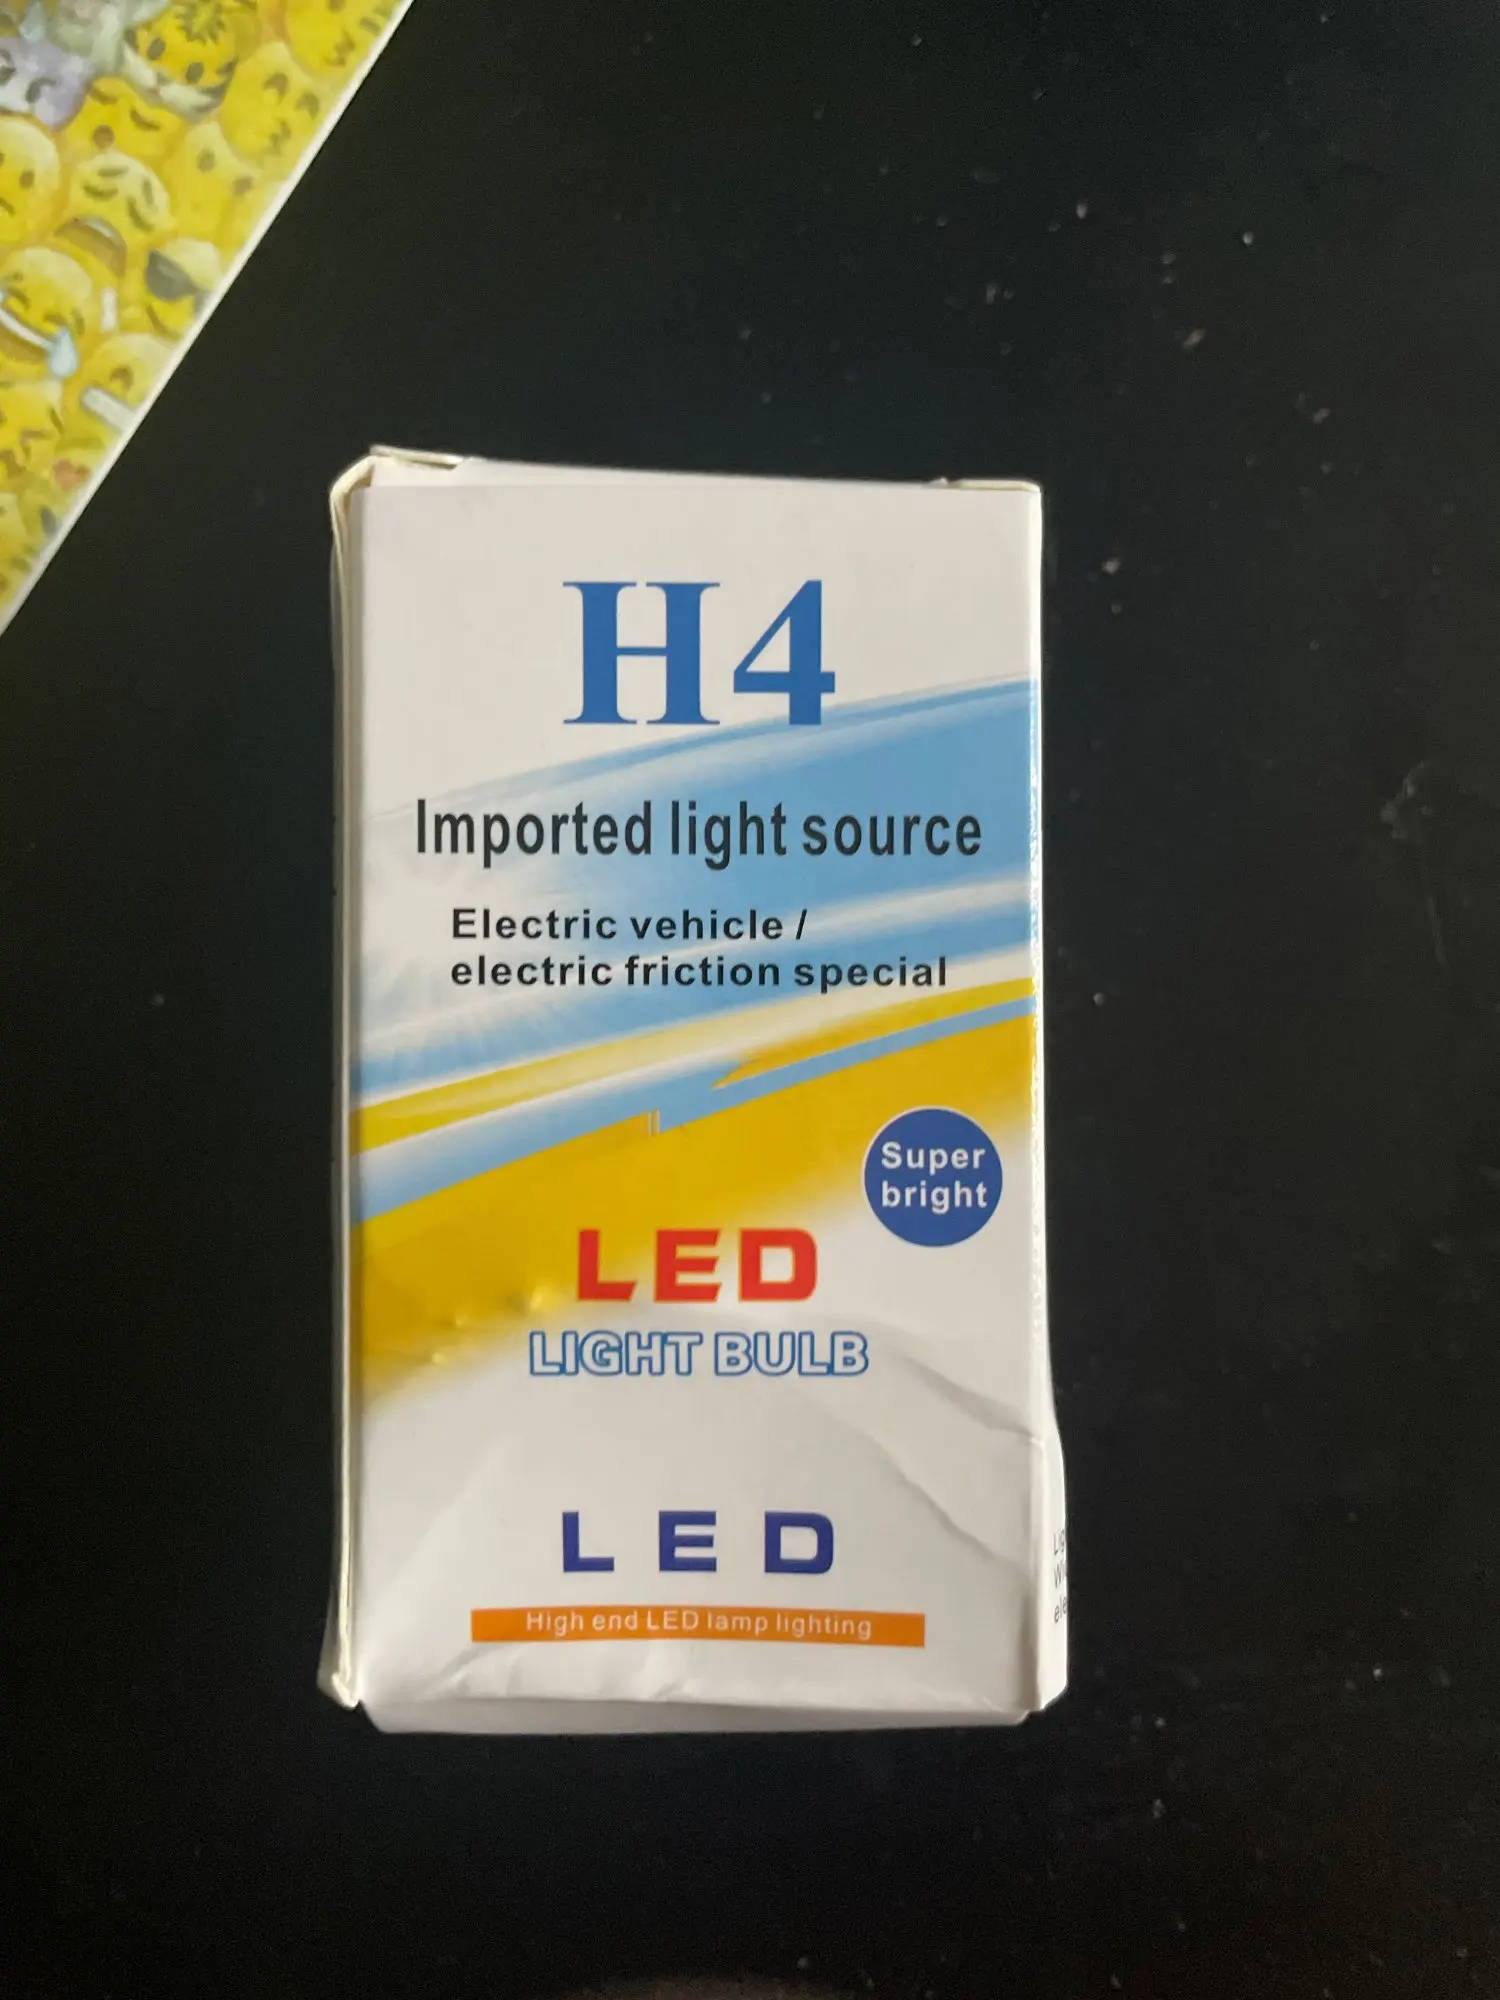 H4
Imported light source
Electric vehicle /
electric friction special
Super
bright
LED
LIGHT BULB
LED
High end LED lamp lighting